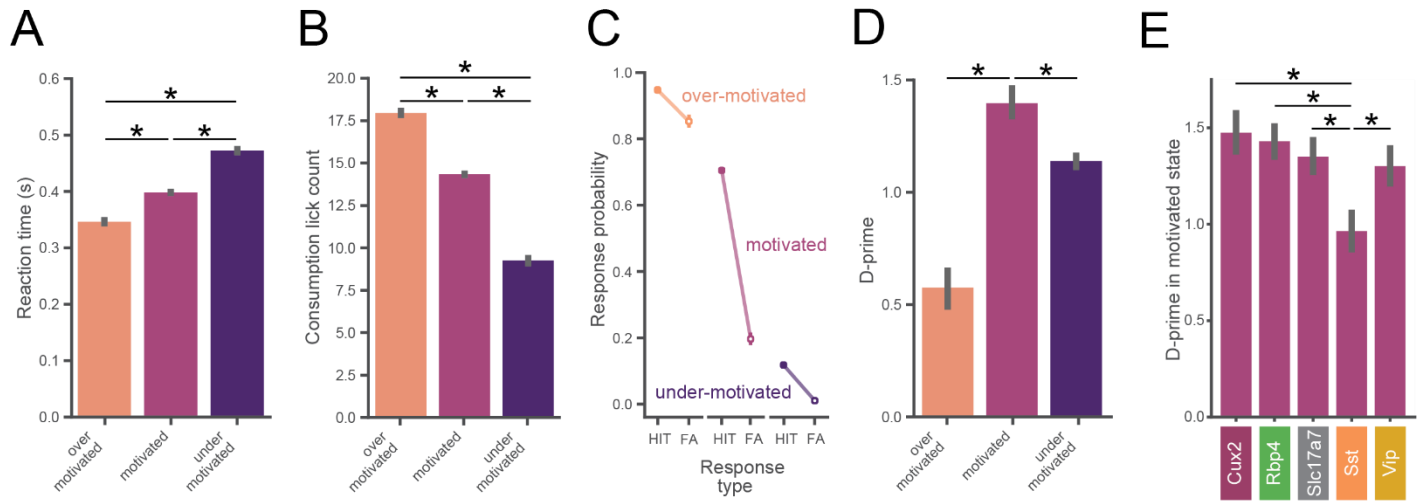 A
Reaction time (s)
0.6
0.5
0.4
0.3
0.2
0.1
0.0
*
*
*
over
motivated
motivated
under
motivated
B
Consumption lick count
20.0
17.5
15.0
12.5
10.0
7.5
5.0
2.5
0.0
*
*
*
over
motivated
motivated
under
motivated
C
Response probability
1.0
0.8
0.6
0.4
0.2
0.0
over-motivated
motivated
under-motivated
HIT FA HIT FA HIT FA
Response
type
D
D-prime
1.5
1.0
0.5
0.0
*
*
over
motivated
motivated
under
motivated
E
D-prime in motivated state
1.5
1.0
0.5
0.0
*
*
*
*
Cux2
Rbp4
Slc17a7
Sst
Vip